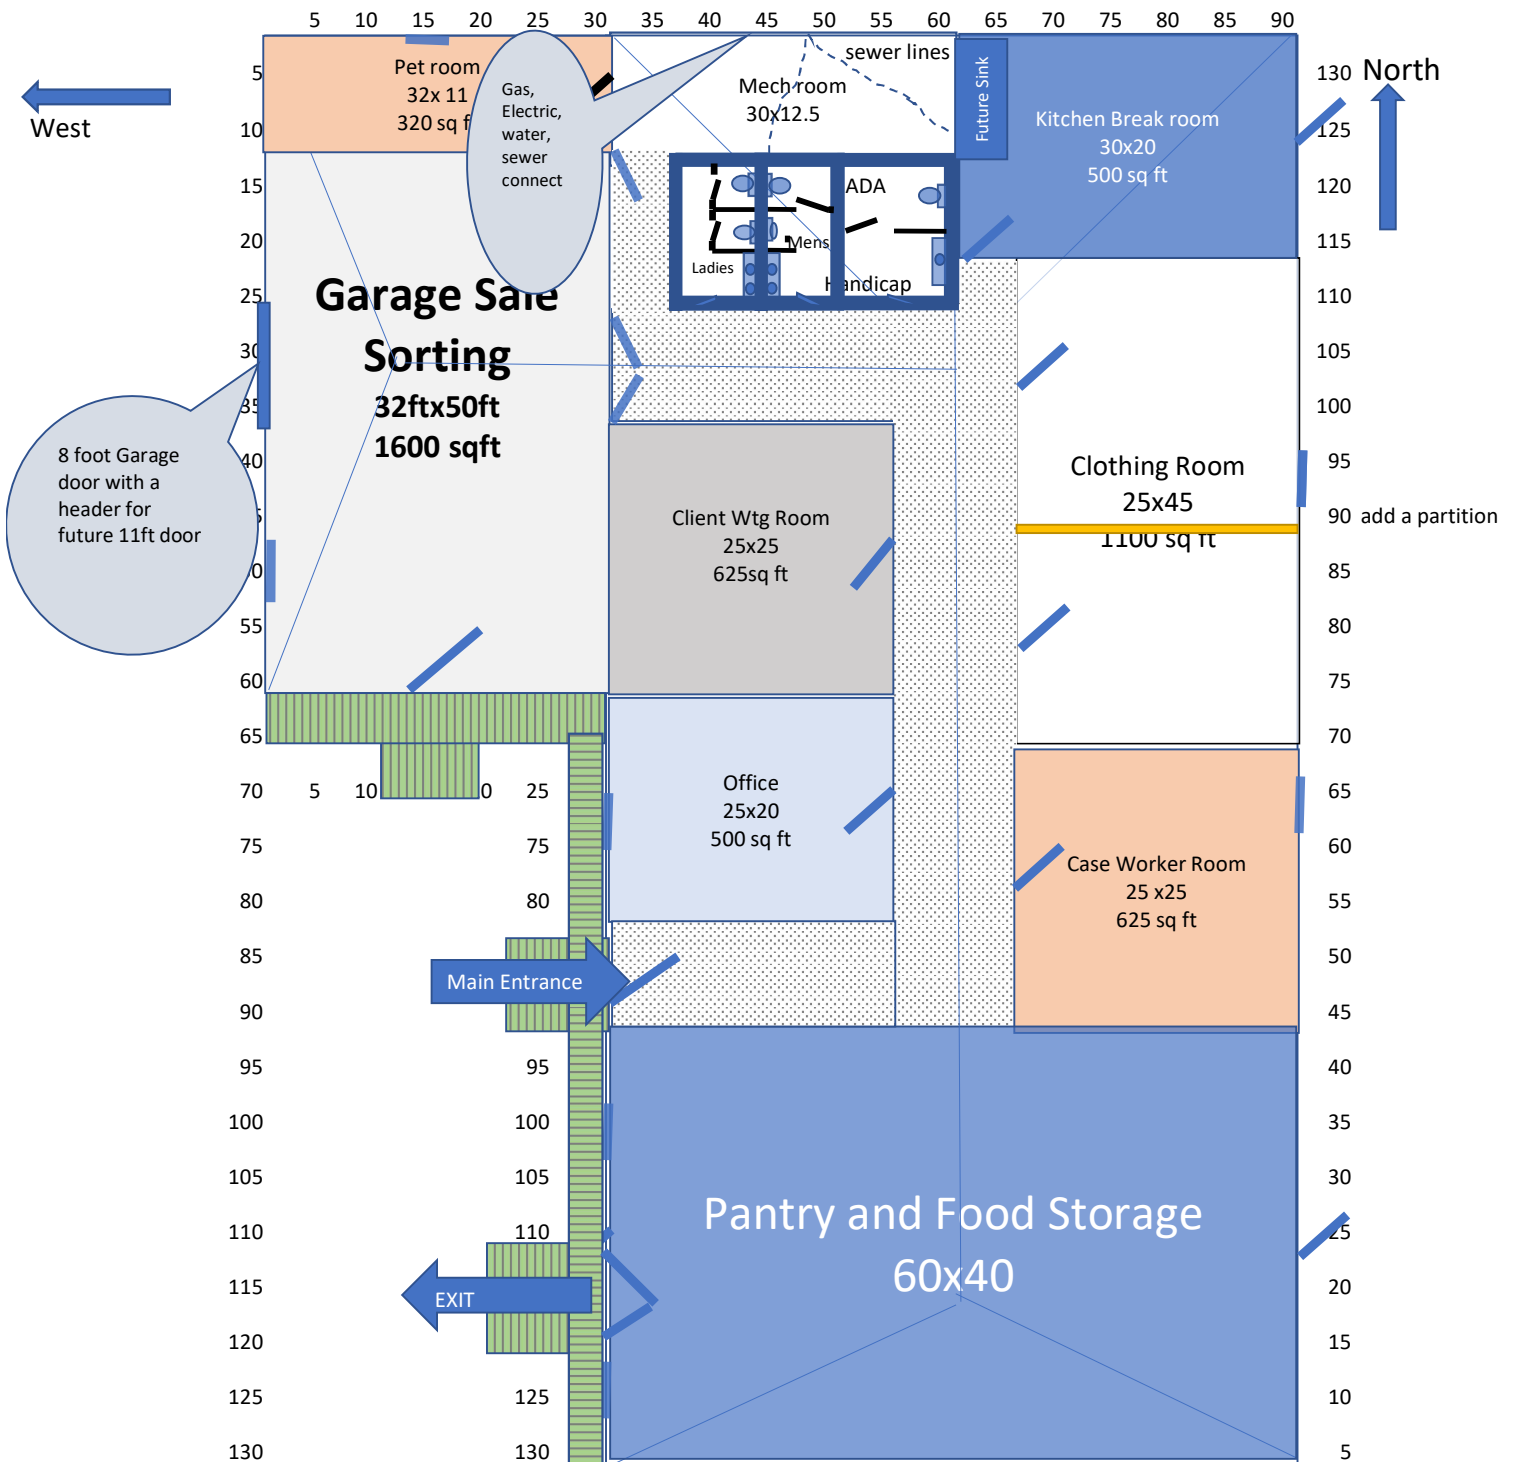 5 10 15 20 25 30 35 40 45 50 55 60 65 70 75 80 85 90
sewer lines
Pet room
32x 11
320 sq f
Gas,
Electric,
water,
sewer
connect
Mech room
30x12.5
Future Sink
Kitchen Break room
30x20
500 sq ft
North
West
5
10
15
20
25
30
35
40
55
60
65
70
75
80
85
90
95
100
105
110
115
120
125
130
130
125
120
115
110
105
100
95
90 add a partition
85
80
75
70
65
60
55
50
45
40
35
30
25
20
15
10
5
ADA
Mens
Ladies
Handicap
Garage Sale
Sorting
32ftx50ft
1600 sqft
8 foot Garage
door with a
header for
future 11ft door
Clothing Room
25x45
1100 sq ft
Client Wtg Room
25x25
625sq ft
5 10 0 25
75
80
95
100
105
110
125
130
Office
25x20
500 sq ft
Case Worker Room
25 x25
625 sq ft
Main Entrance
Pantry and Food Storage
60x40
EXIT